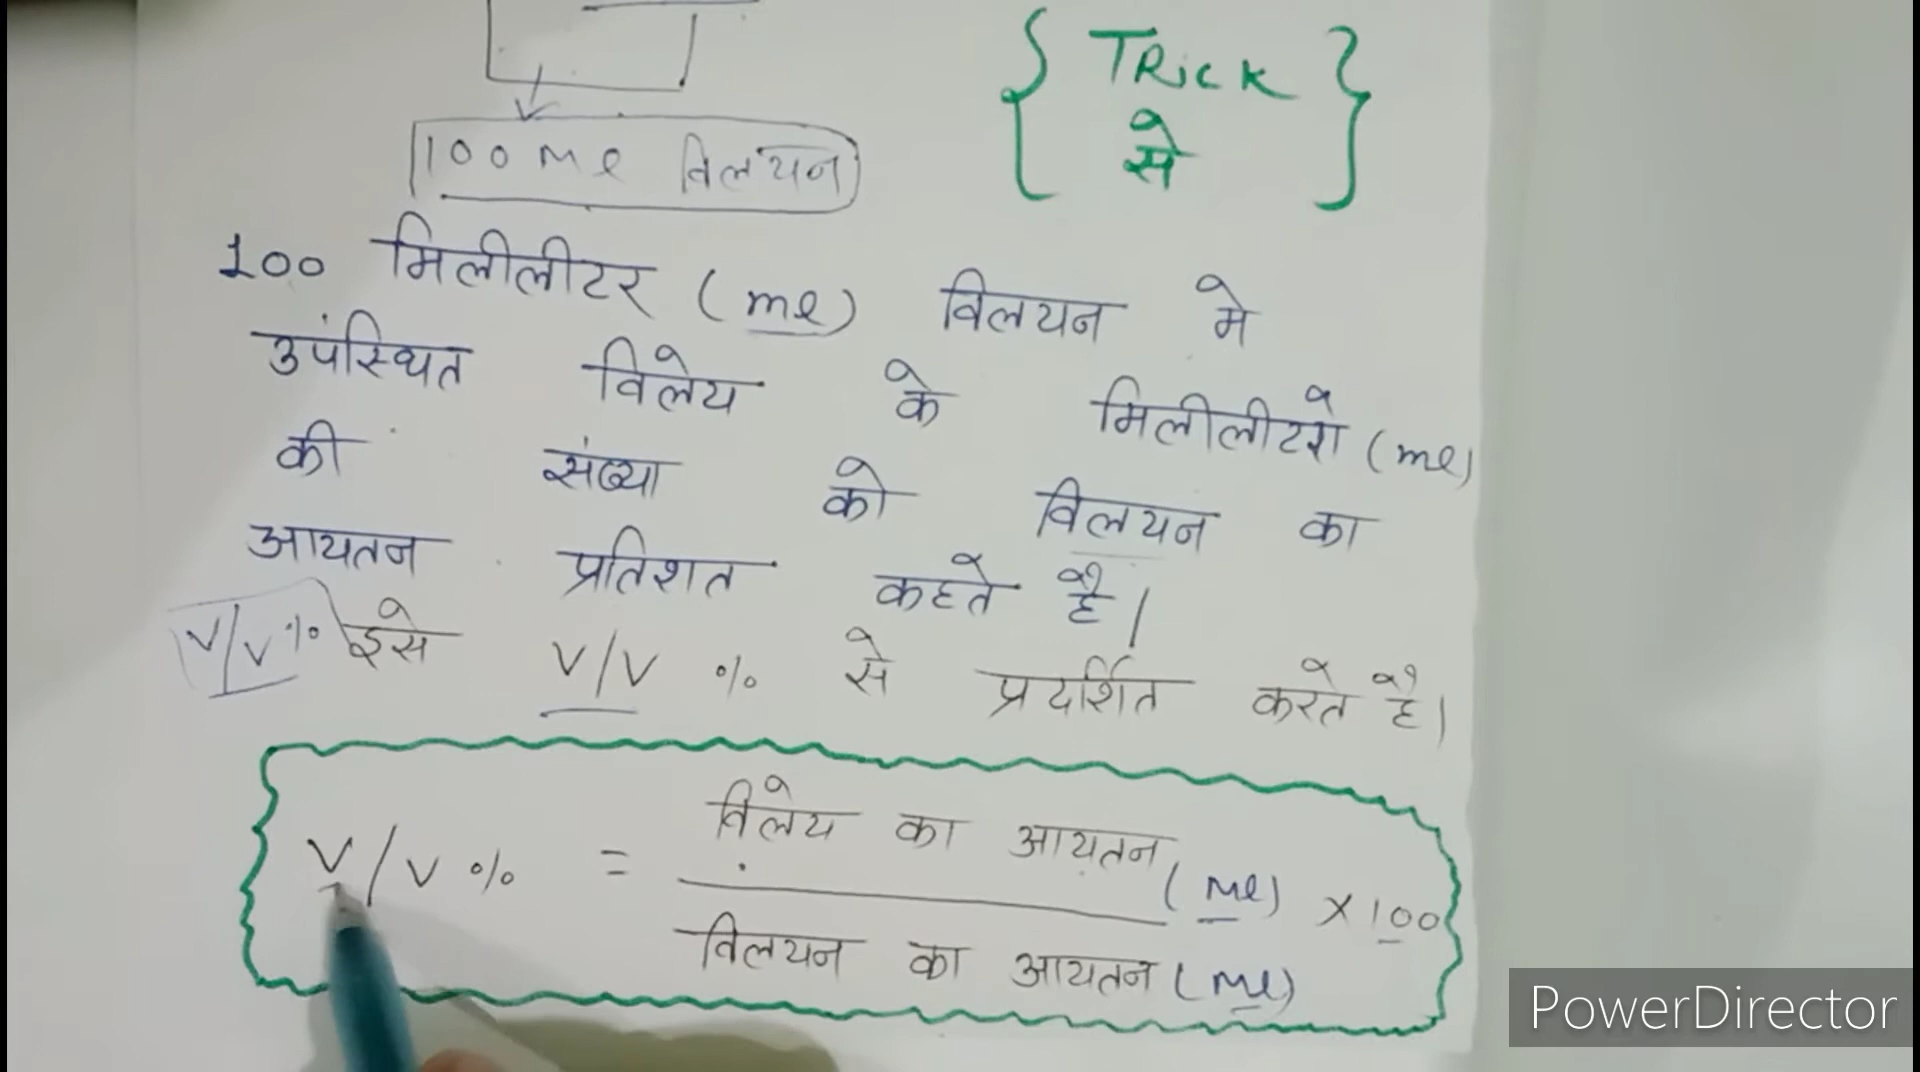 { TRicK
से }
100 ml विलयन
100 मिलीलीटर (ml) विलयन मे
उपंस्थित विलेय के मिलीलीटरो (ml)
की संख्या को विलयन का
आयतन प्रतिशत कहते है।
V/V% इसे V/V % से प्रदर्शित करते है।
विलेय का आयतन (ml)
V/V % = × 100
विलयन का आयतन (ml)
PowerDirector